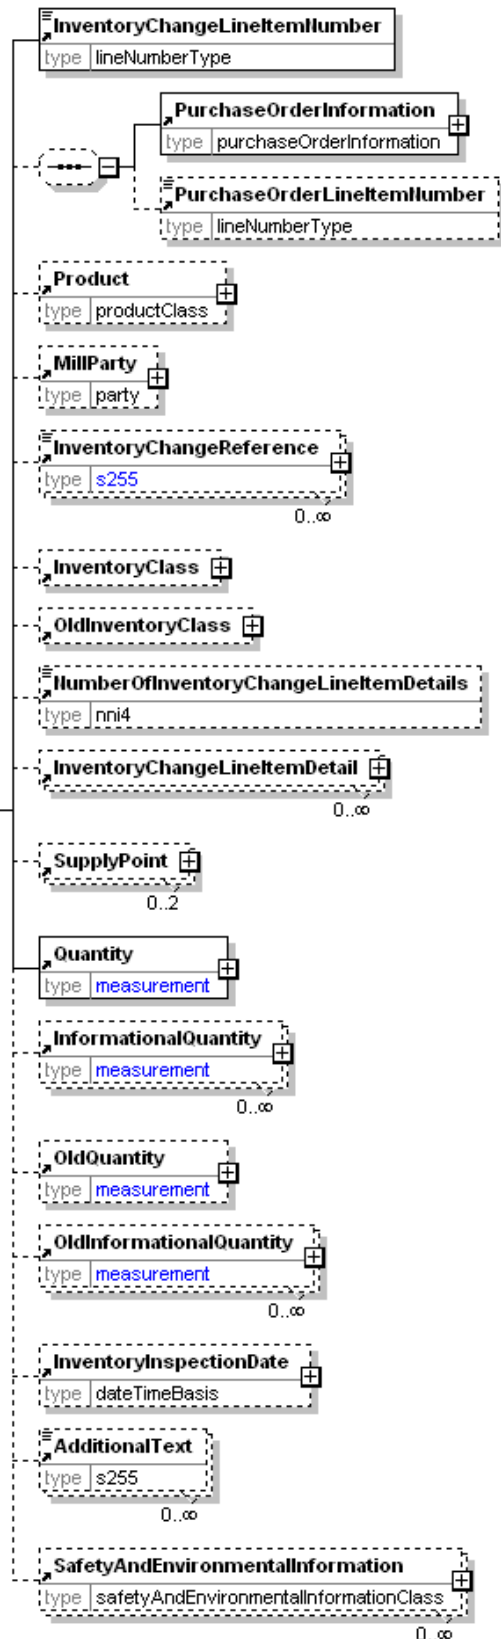 InventoryChangeLineItemNumber
type lineNumberType
PurchaseOrderInformation
type purchaseOrderInformation
PurchaseOrderLineItemNumber
type lineNumberType
Product
type productClass
MillParty
type party
InventoryChangeReference
type s255
0..∞
InventoryClass
OldInventoryClass
NumberOfInventoryChangeLineItemDetails
type nni4
InventoryChangeLineItemDetail
0..∞
SupplyPoint
0..2
Quantity
type measurement
InformationalQuantity
type measurement
0..∞
OldQuantity
type measurement
OldInformationalQuantity
type measurement
0..∞
InventoryInspectionDate
type dateTimeBasis
AdditionalText
type s255
0..∞
SafetyAndEnvironmentalInformation
type safetyAndEnvironmentalInformationClass
0..∞